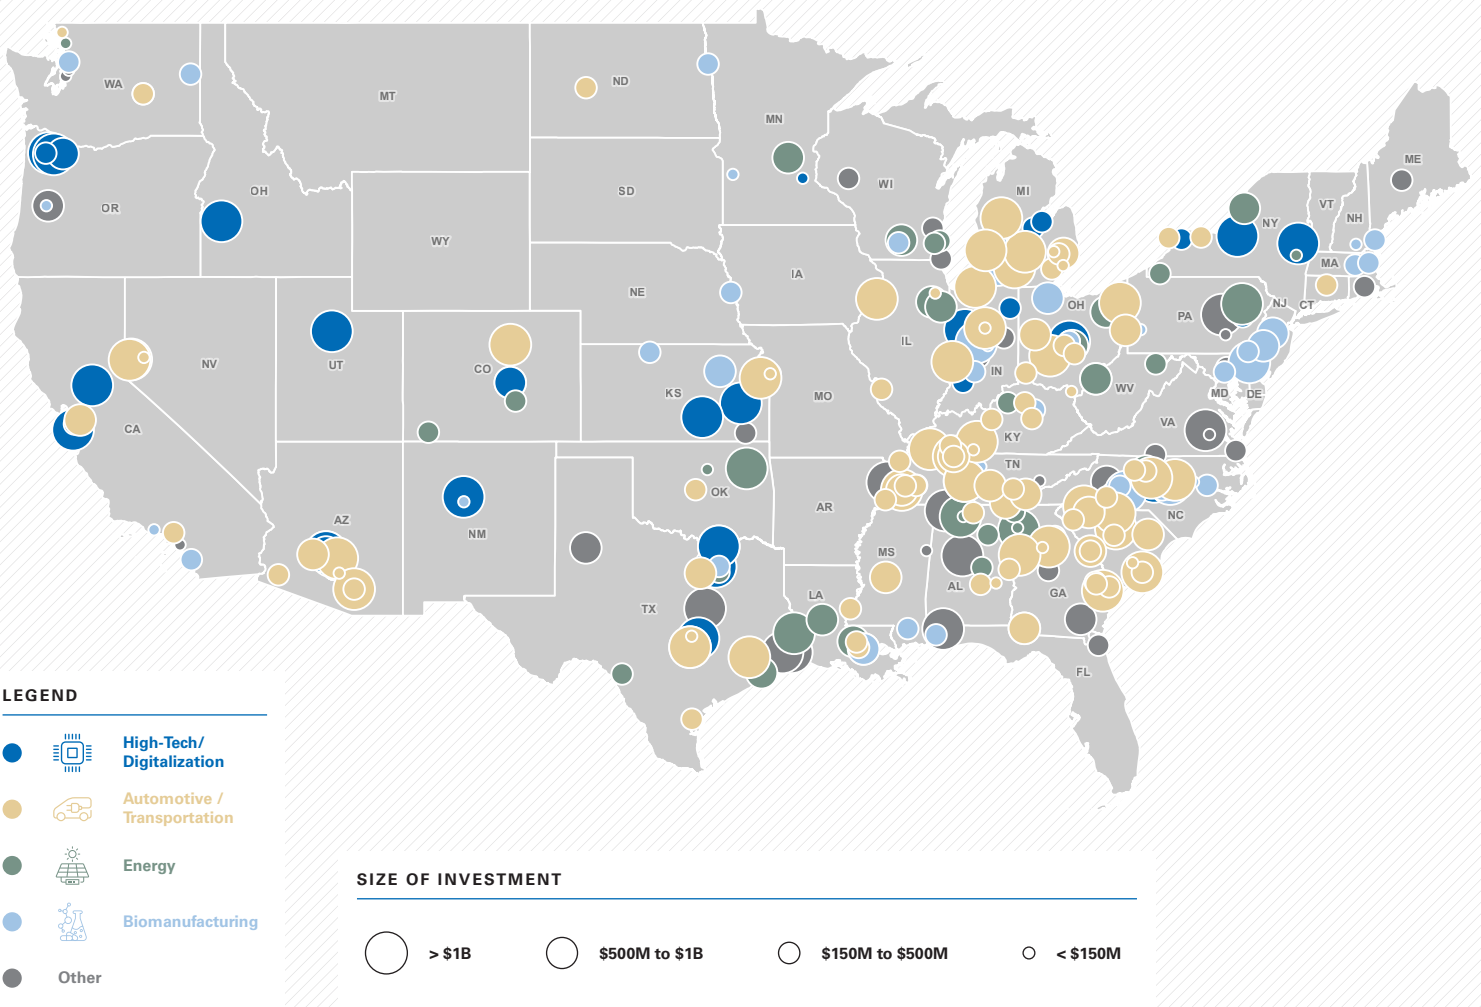 WA
MT
ND
MN
ME
WI
MI
VT
NH
NY
OH
OR
SD
WY
MA
IA
NE
NJ
CT
OH
PA
IL
NV
UT
CO
IN
KS
MO
WV
MD
DE
CA
VA
KY
TN
OK
AR
NC
AZ
NM
MS
AL
GA
LA
TX
FL
LEGEND
High-Tech/
Digitalization
Automotive /
Transportation
Energy
Biomanufacturing
Other
SIZE OF INVESTMENT
> $1B
$500M to $1B
$150M to $500M
< $150M